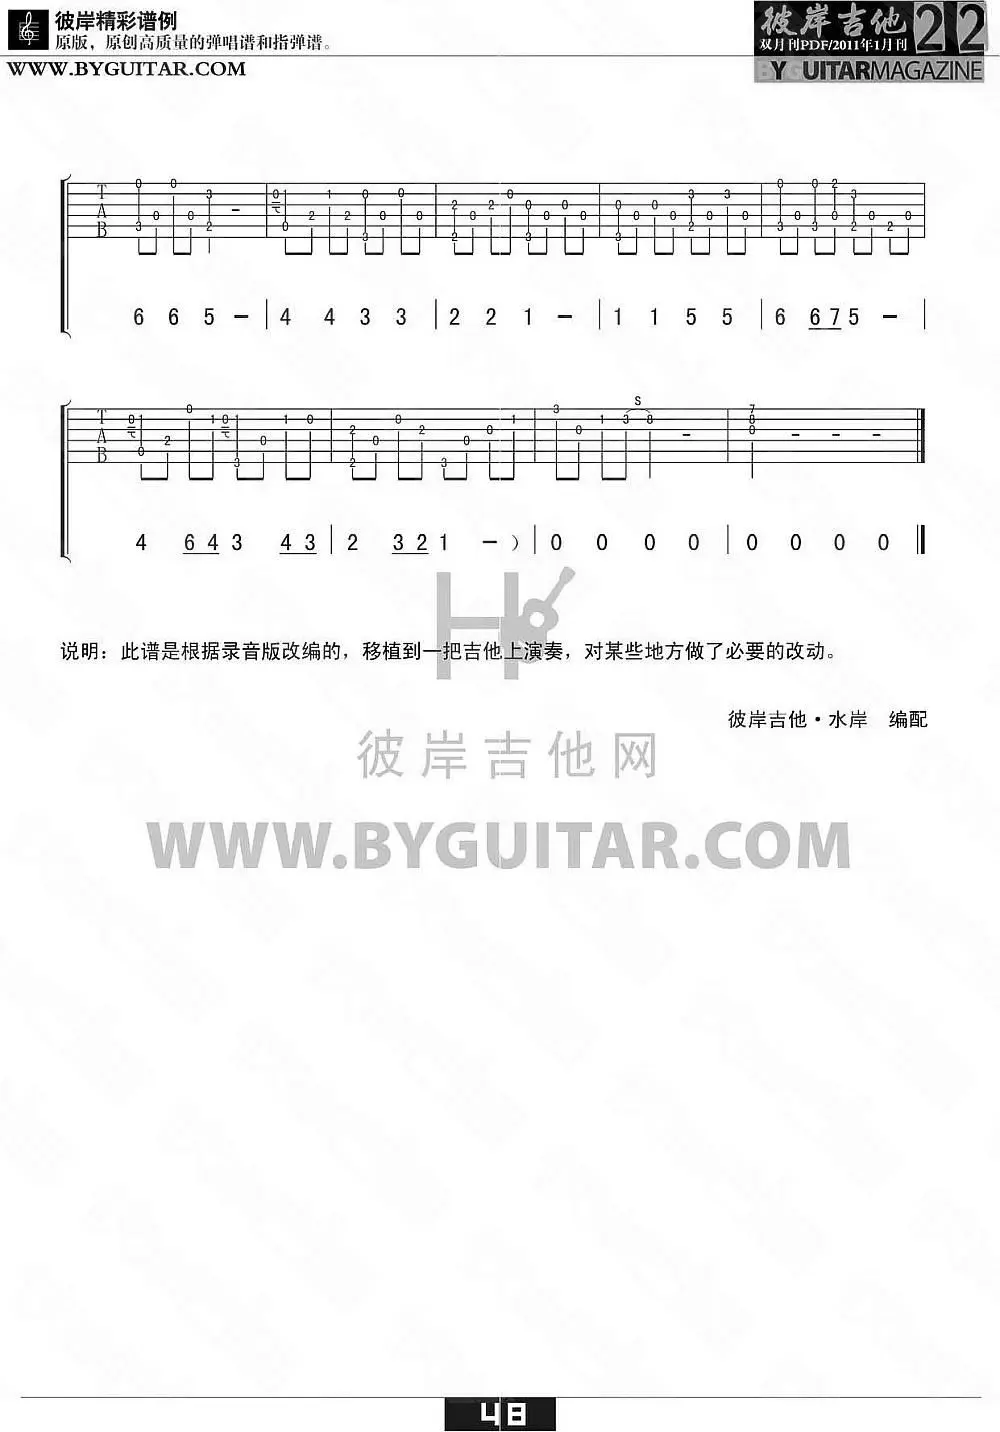 彼岸精彩谱例
原版，原创高质量的弹唱谱和指弹谱。
WWW.BYGUITAR.COM
彼岸吉他 22
双月刊PDF/2011年1月刊
BYGUITARMAGAZINE
T
A
B
6 6 5 - | 4 4 3 3 | 2 2 1 - | 1 1 5 5 | 6 6 7 5 - |
T
A
B
S
4 6 4 3 4 3 | 2 3 2 1 - ) | 0 0 0 0 | 0 0 0 0
说明：此谱是根据录音版改编的，移植到一把吉他上演奏，对某些地方做了必要的改动。
彼岸吉他·水岸 编配
彼岸吉他网
WWW.BYGUITAR.COM
48